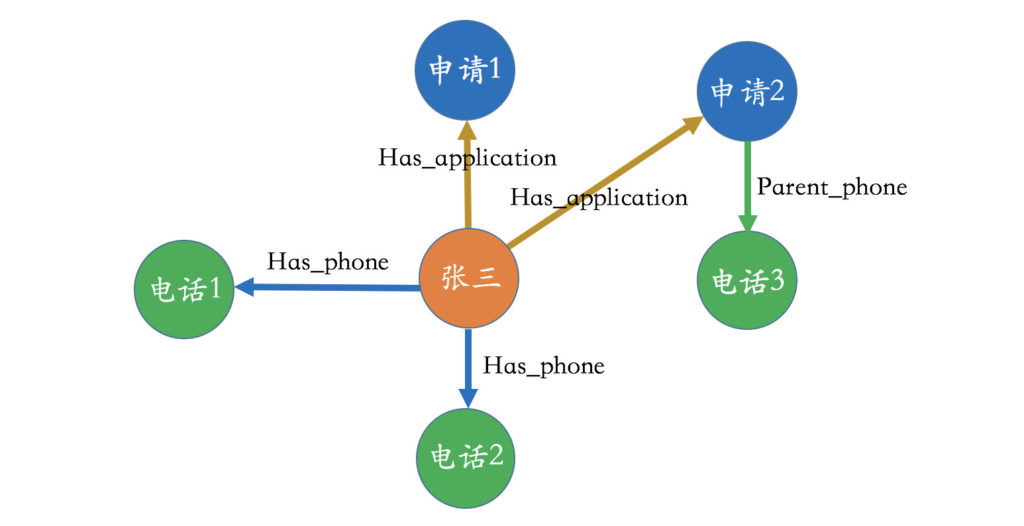 申请1
申请2
Has_application
Has_application
Parent_phone
Has_phone
张三
电话3
电话1
Has_phone
电话2